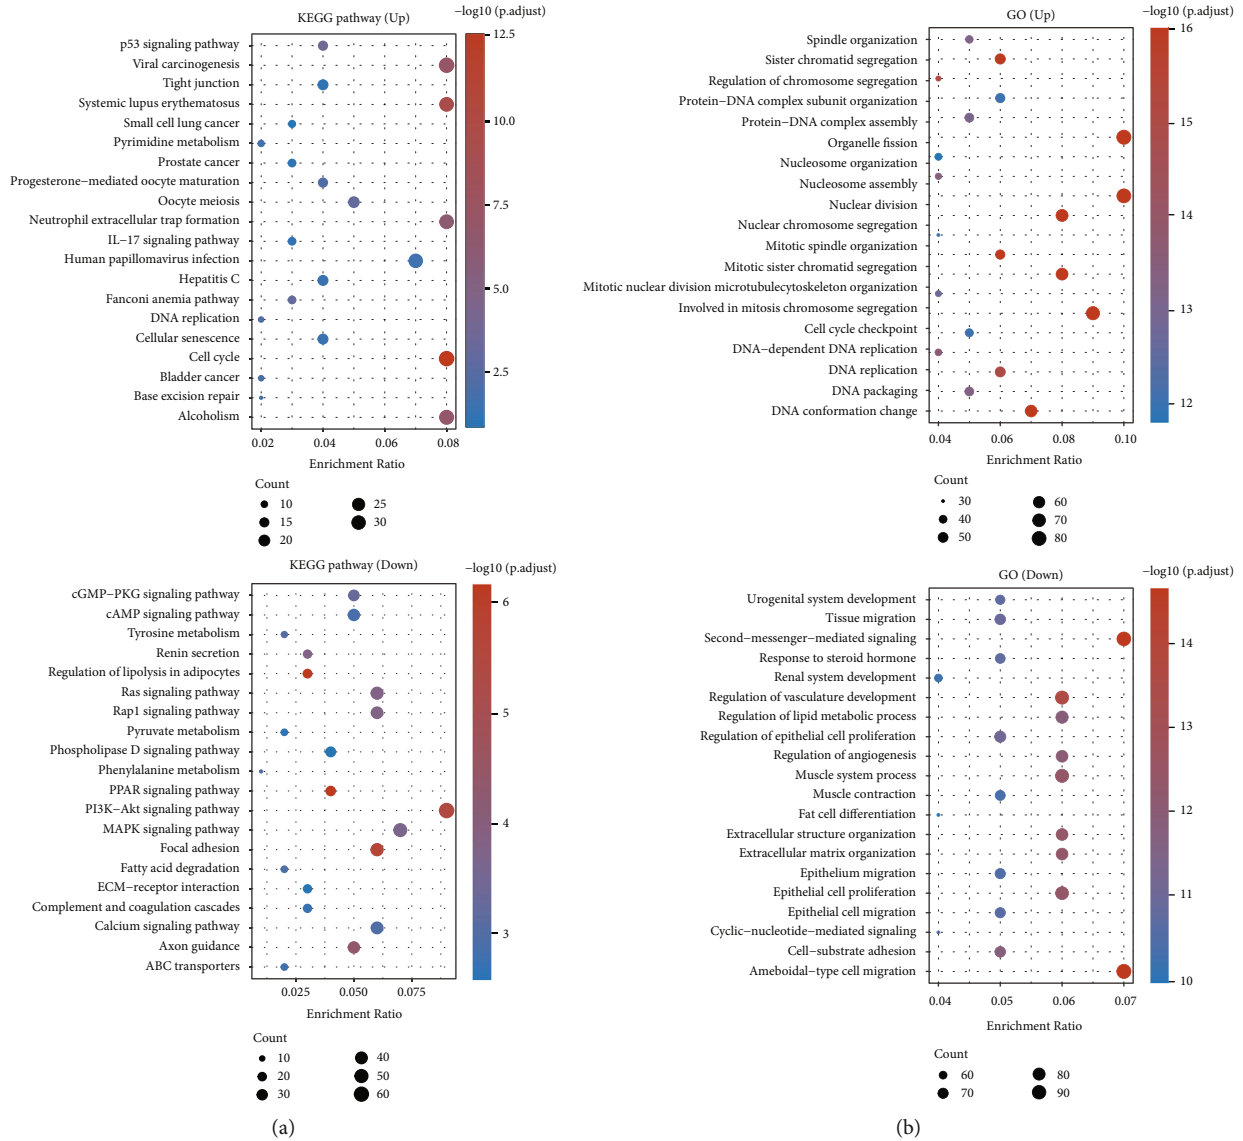 KEGG pathway (Up)
−log10 (p.adjust)
p53 signaling pathway
Viral carcinogenesis
Tight junction
Systemic lupus erythematosus
Small cell lung cancer
Pyrimidine metabolism
Prostate cancer
Progesterone−mediated oocyte maturation
Oocyte meiosis
Neutrophil extracellular trap formation
IL−17 signaling pathway
Human papillomavirus infection
Hepatitis C
Fanconi anemia pathway
DNA replication
Cellular senescence
Cell cycle
Bladder cancer
Base excision repair
Alcoholism
12.5
10.0
7.5
5.0
2.5
0.02 0.04 0.06 0.08
Enrichment Ratio
Count
10 25
15 30
20
GO (Up)
−log10 (p.adjust)
Spindle organization
Sister chromatid segregation
Regulation of chromosome segregation
Protein−DNA complex subunit organization
Protein−DNA complex assembly
Organelle fission
Nucleosome organization
Nucleosome assembly
Nuclear division
Nuclear chromosome segregation
Mitotic spindle organization
Mitotic sister chromatid segregation
Mitotic nuclear division microtubulecytoskeleton organization
Involved in mitosis chromosome segregation
Cell cycle checkpoint
DNA−dependent DNA replication
DNA replication
DNA packaging
DNA conformation change
16
15
14
13
12
0.04 0.06 0.08 0.10
Enrichment Ratio
Count
30 60
40 70
50 80
KEGG pathway (Down)
−log10 (p.adjust)
cGMP−PKG signaling pathway
cAMP signaling pathway
Tyrosine metabolism
Renin secretion
Regulation of lipolysis in adipocytes
Ras signaling pathway
Rap1 signaling pathway
Pyruvate metabolism
Phospholipase D signaling pathway
Phenylalanine metabolism
PPAR signaling pathway
PI3K−Akt signaling pathway
MAPK signaling pathway
Focal adhesion
Fatty acid degradation
ECM−receptor interaction
Complement and coagulation cascades
Calcium signaling pathway
Axon guidance
ABC transporters
6
5
4
3
0.025 0.050 0.075
Enrichment Ratio
Count
10 40
20 50
30 60
(a)
GO (Down)
−log10 (p.adjust)
Urogenital system development
Tissue migration
Second−messenger−mediated signaling
Response to steroid hormone
Renal system development
Regulation of vasculature development
Regulation of lipid metabolic process
Regulation of epithelial cell proliferation
Regulation of angiogenesis
Muscle system process
Muscle contraction
Fat cell differentiation
Extracellular structure organization
Extracellular matrix organization
Epithelium migration
Epithelial cell proliferation
Epithelial cell migration
Cyclic−nucleotide−mediated signaling
Cell−substrate adhesion
Ameboidal−type cell migration
14
13
12
11
10
0.04 0.05 0.06 0.07
Enrichment Ratio
Count
60 80
70 90
(b)